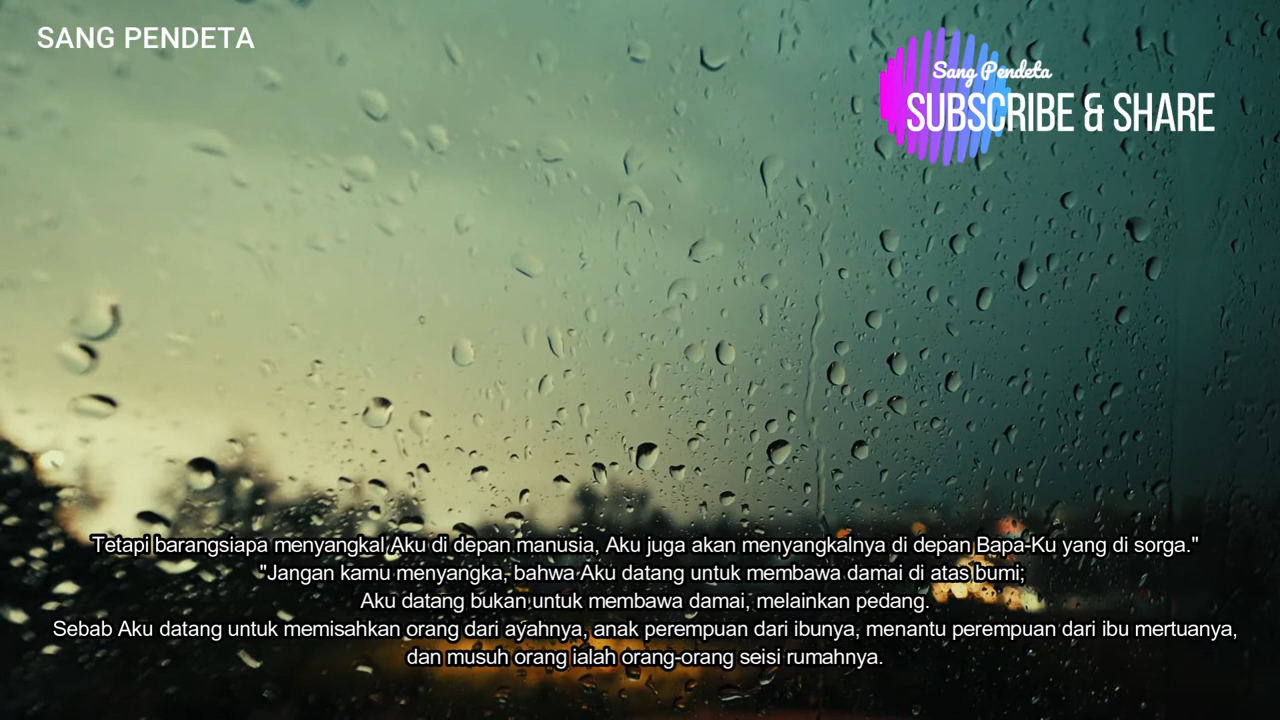 SANG PENDETA
Sang Pendeta
SUBSCRIBE & SHARE
Tetapi barangsiapa menyangkal Aku di depan manusia, Aku juga akan menyangkalnya di depan Bapa-Ku yang di sorga."
"Jangan kamu menyangka, bahwa Aku datang untuk membawa damai di atas bumi;
Aku datang bukan untuk membawa damai, melainkan pedang.
Sebab Aku datang untuk memisahkan orang dari ayahnya, anak perempuan dari ibunya, menantu perempuan dari ibu mertuanya,
dan musuh orang ialah orang-orang seisi rumahnya.